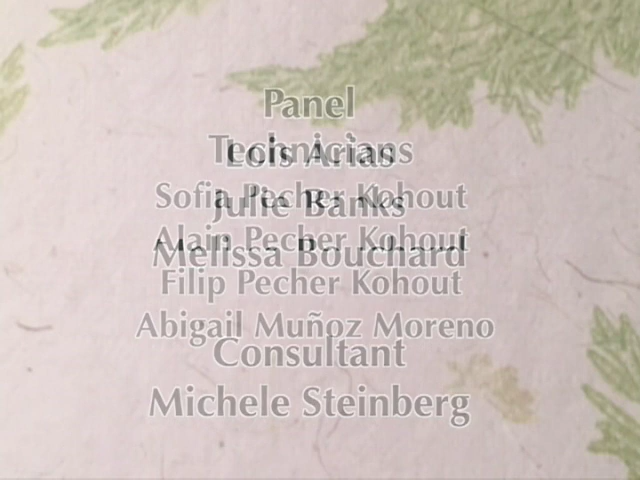 Panel
Technicians
Lois Arias
Sofia Pecher Kohout
Julie Banks
Alain Pecher Kohout
Melissa Bouchard
Filip Pecher Kohout
Abigail Muñoz Moreno
Consultant
Michele Steinberg